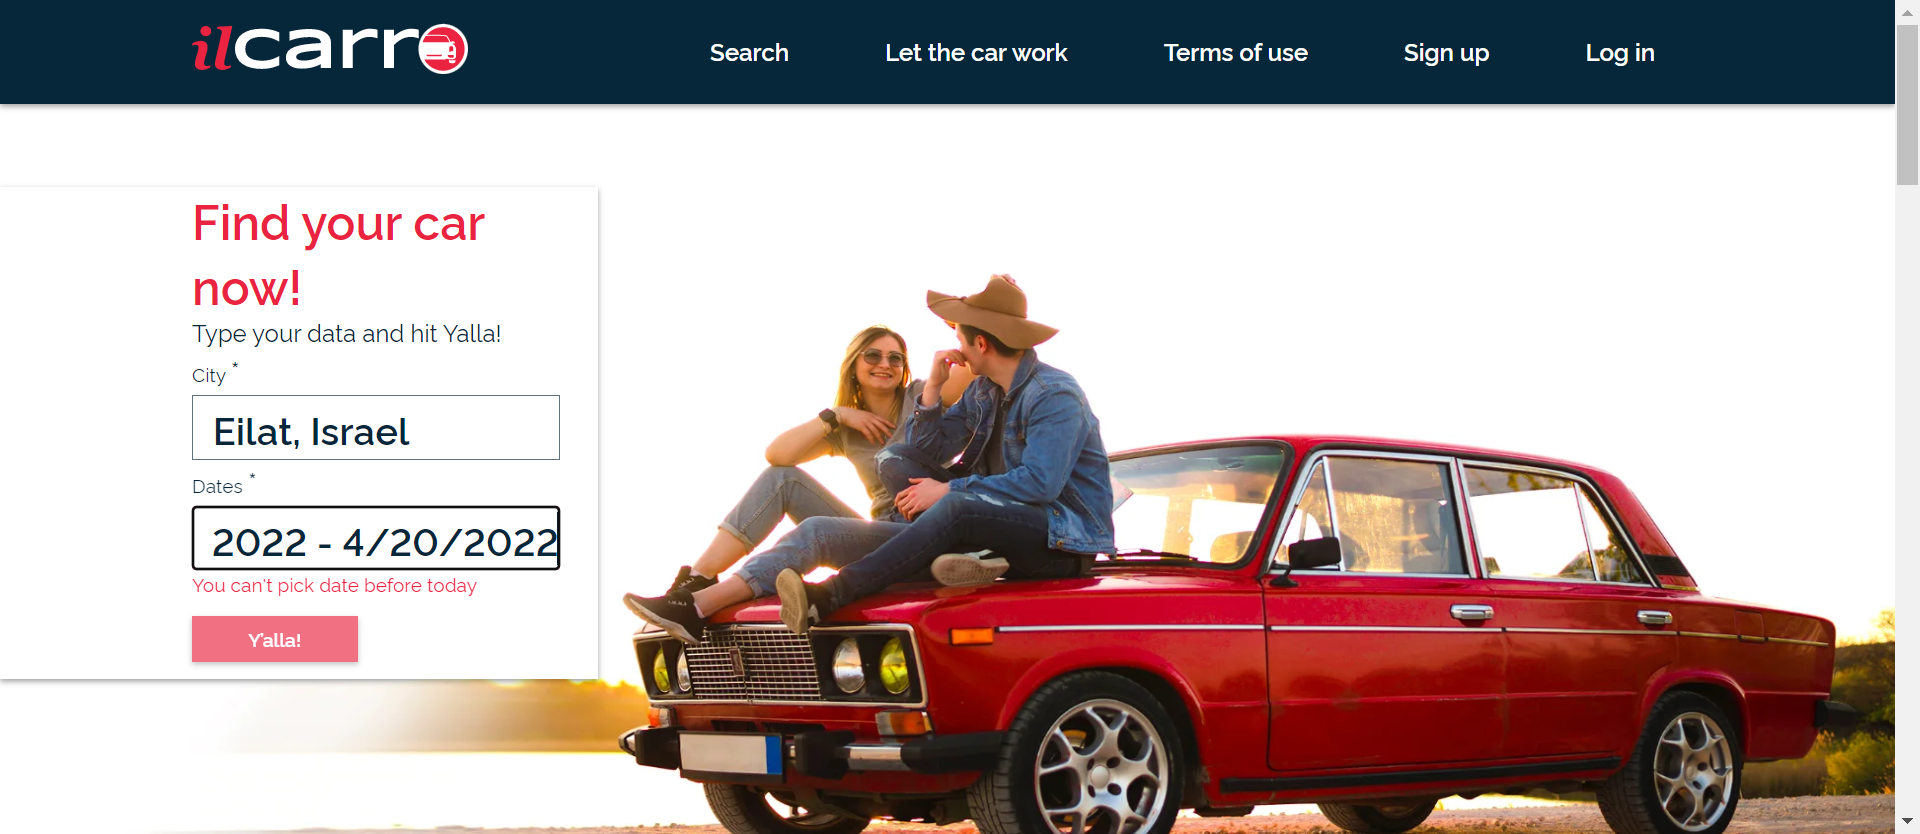 ilcarro
Search
Let the car work
Terms of use
Sign up
Log in
Find your car
now!
Type your data and hit Yalla!
City *
Eilat, Israel
Dates *
2022 - 4/20/2022
You can't pick date before today
Y'alla!